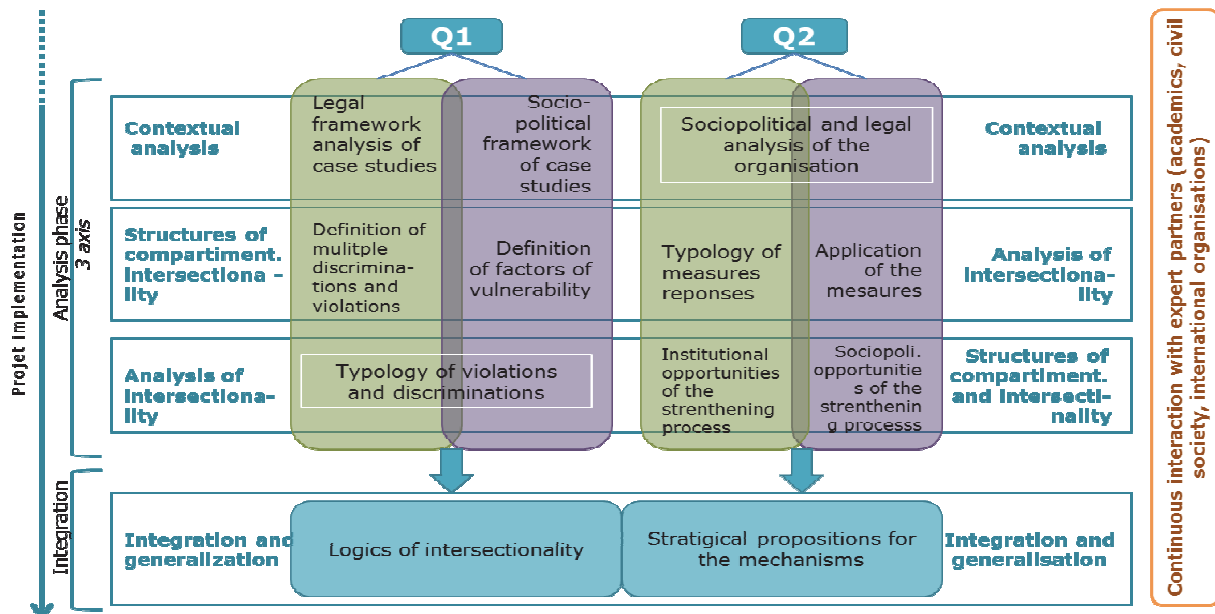 Q1
Q2
Projet Implementation
Analysis phase
3 axis
Contextual
analysis
Legal
framework
analysis of
case studies
Socio-
political
framework
of case
studies
Sociopolitical and legal
analysis of the
organisation
Contextual
analysis
Structures of
compartiment.
Intersectiona -
lity
Definition of
mulitple
discrimina-
tions and
violations
Definition
of factors of
vulnerability
Typology of
measures
reponses
Application
of the
mesaures
Analysis of
intersectiona-
lity
Analysis of
intersectiona-
lity
Typology of violations
and discriminations
Institutional
opportunities
of the
strenthening
process
Sociopoli.
opportunitie
s of the
strenthenin
g processs
Structures of
compartiment.
and intersecti-
nality
Integration
Integration and
generalization
Logics of intersectionality
Stratigical propositions for
the mechanisms
Integration and
generalisation
Continuous interaction with expert partners (academics, civil
society, international organisations)